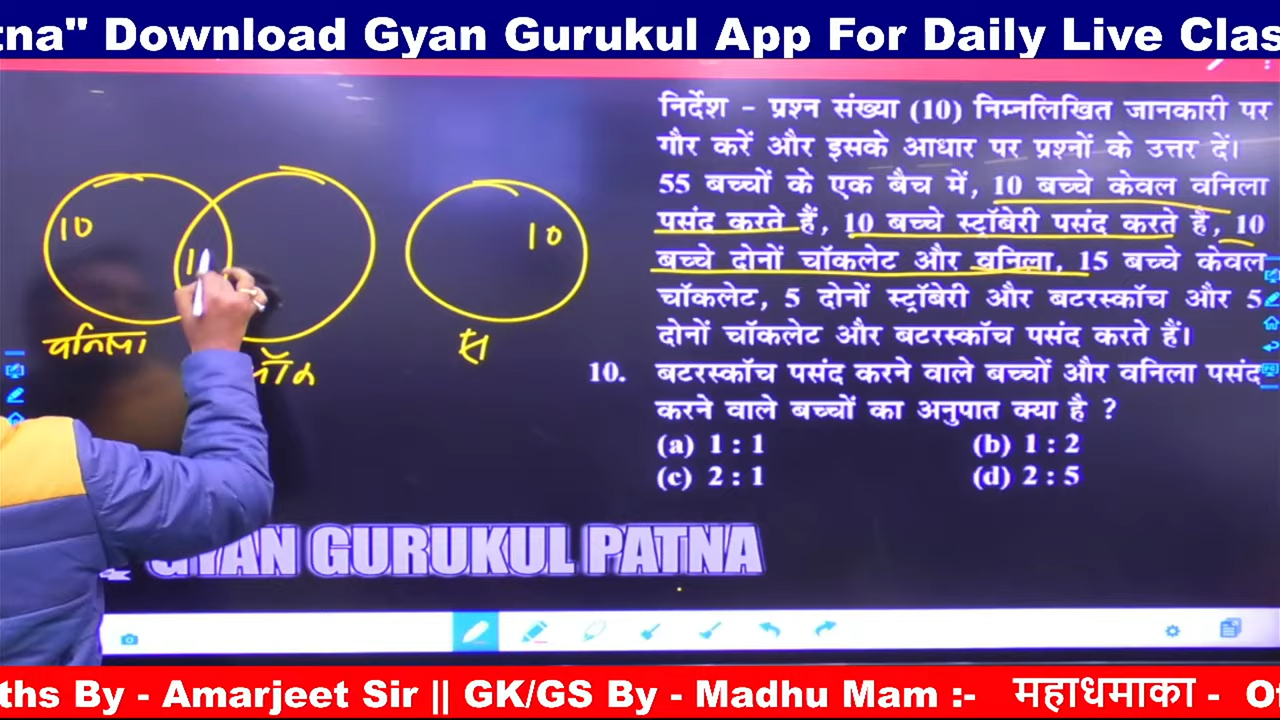 tna" Download Gyan Gurukul App For Daily Live Clas
निर्देश - प्रश्न संख्या (10) निम्नलिखित जानकारी पर
गौर करें और इसके आधार पर प्रश्नों के उत्तर दें।
55 बच्चों के एक बैच में, 10 बच्चे केवल वनिला
पसंद करते हैं, 10 बच्चे स्ट्रॉबेरी पसंद करते हैं, 10
बच्चे दोनों चॉकलेट और वनिला, 15 बच्चे केवल
चॉकलेट, 5 दोनों स्ट्रॉबेरी और बटरस्कॉच और 5
दोनों चॉकलेट और बटरस्कॉच पसंद करते हैं।
10. बटरस्कॉच पसंद करने वाले बच्चों और वनिला पसंद
करने वाले बच्चों का अनुपात क्या है ?
(a) 1 : 1 (b) 1 : 2
(c) 2 : 1 (d) 2 : 5
10 1 10
वनिला
GYAN GURUKUL PATNA
ths By - Amarjeet Sir || GK/GS By - Madhu Mam :- महाधमाका - Of